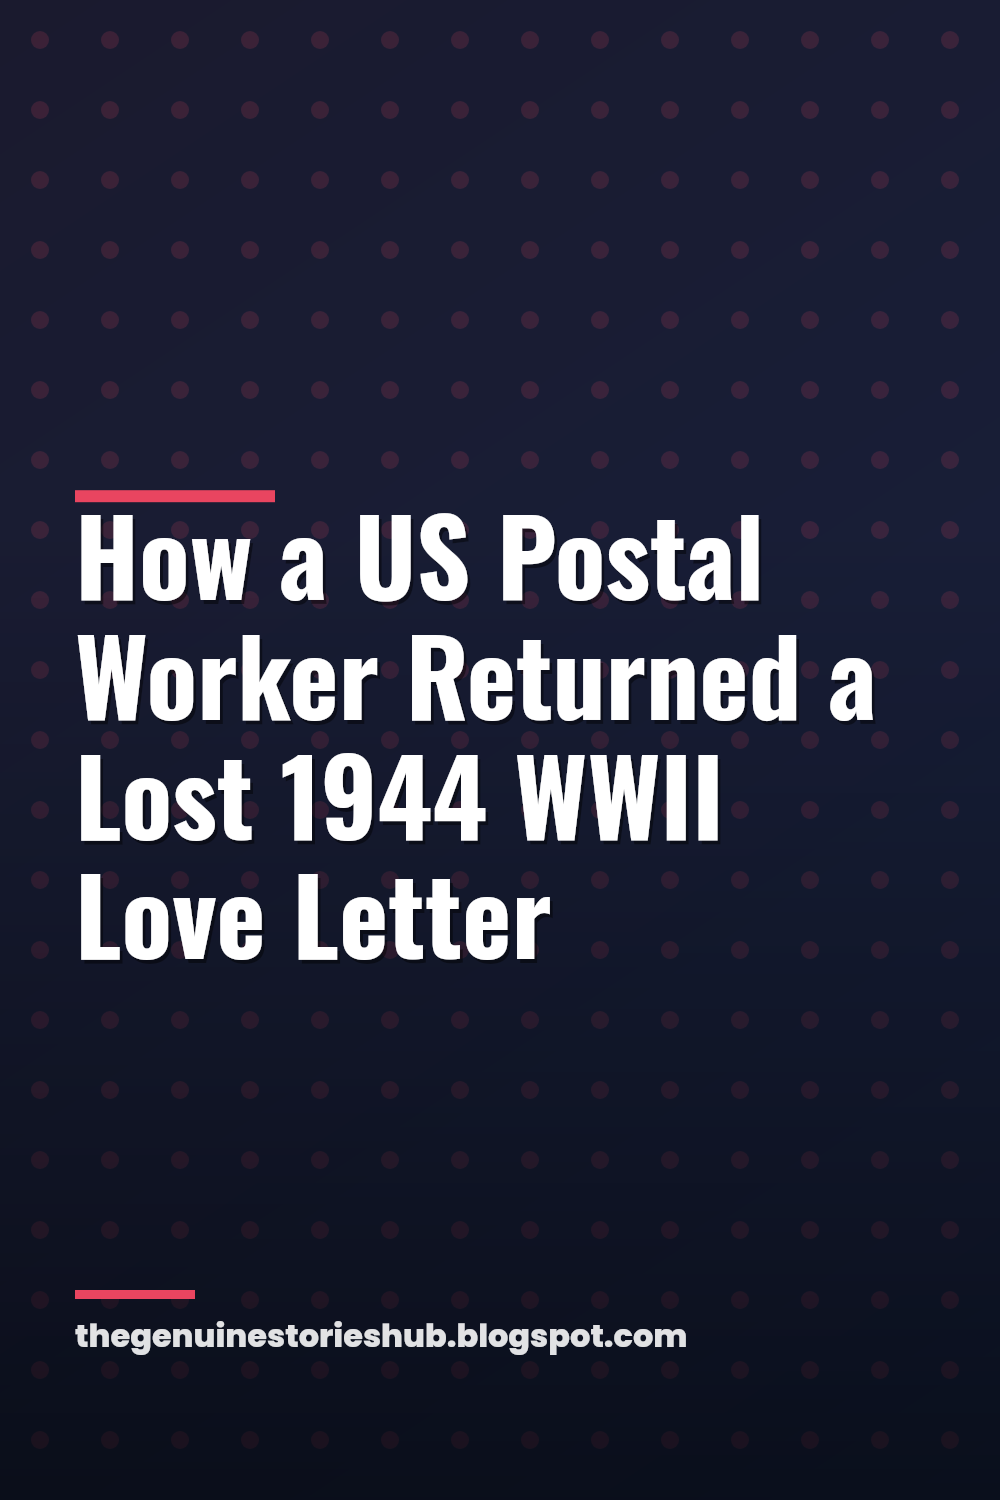 How a US Postal
Worker Returned a
Lost 1944 WWII
Love Letter
thegenuinestorieshub.blogspot.com